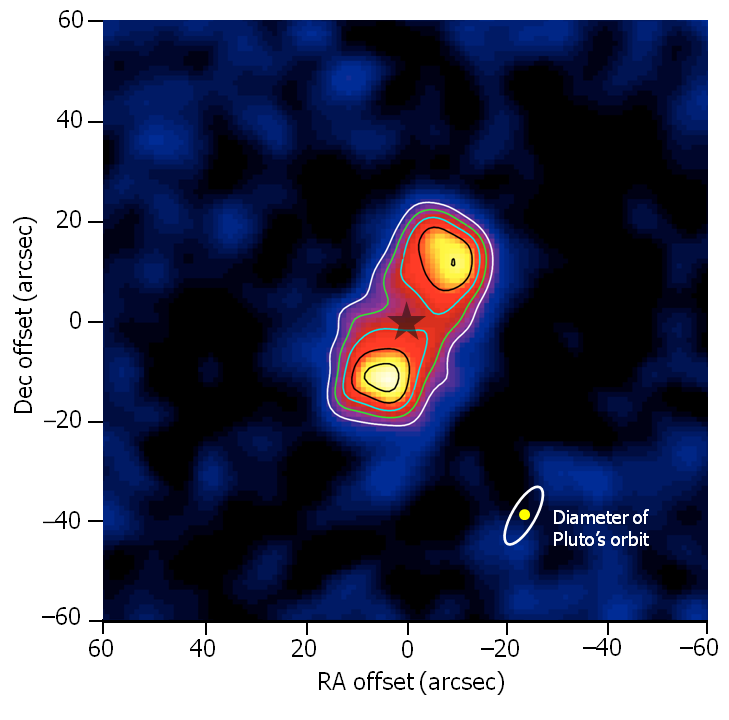 60
40
20
0
–20
–40
–60
Dec offset (arcsec)
Diameter of
Pluto's orbit
60 40 20 0 –20 –40 –60
RA offset (arcsec)